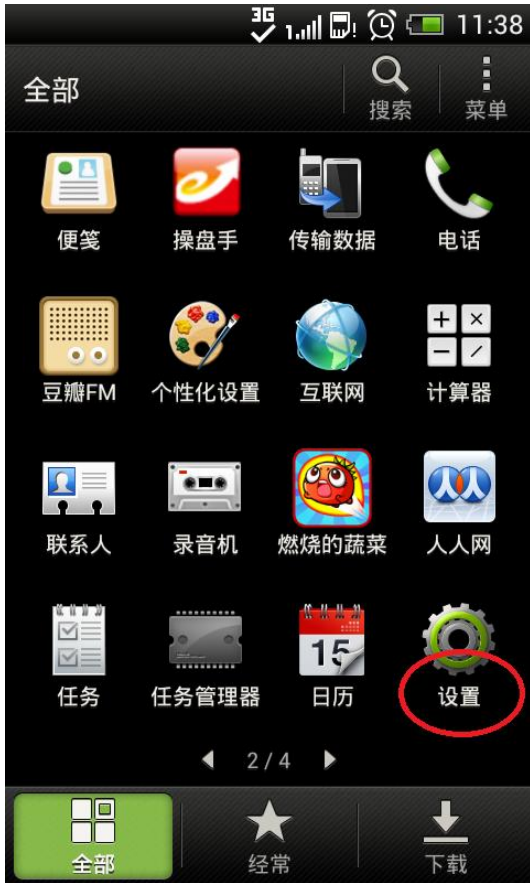 3G
11:38
全部
搜索
菜单
便笺
操盘手
传输数据
电话
豆瓣FM
个性化设置
互联网
计算器
联系人
录音机
燃烧的蔬菜
人人网
15
任务
任务管理器
日历
设置
2/4
全部
经常
下载